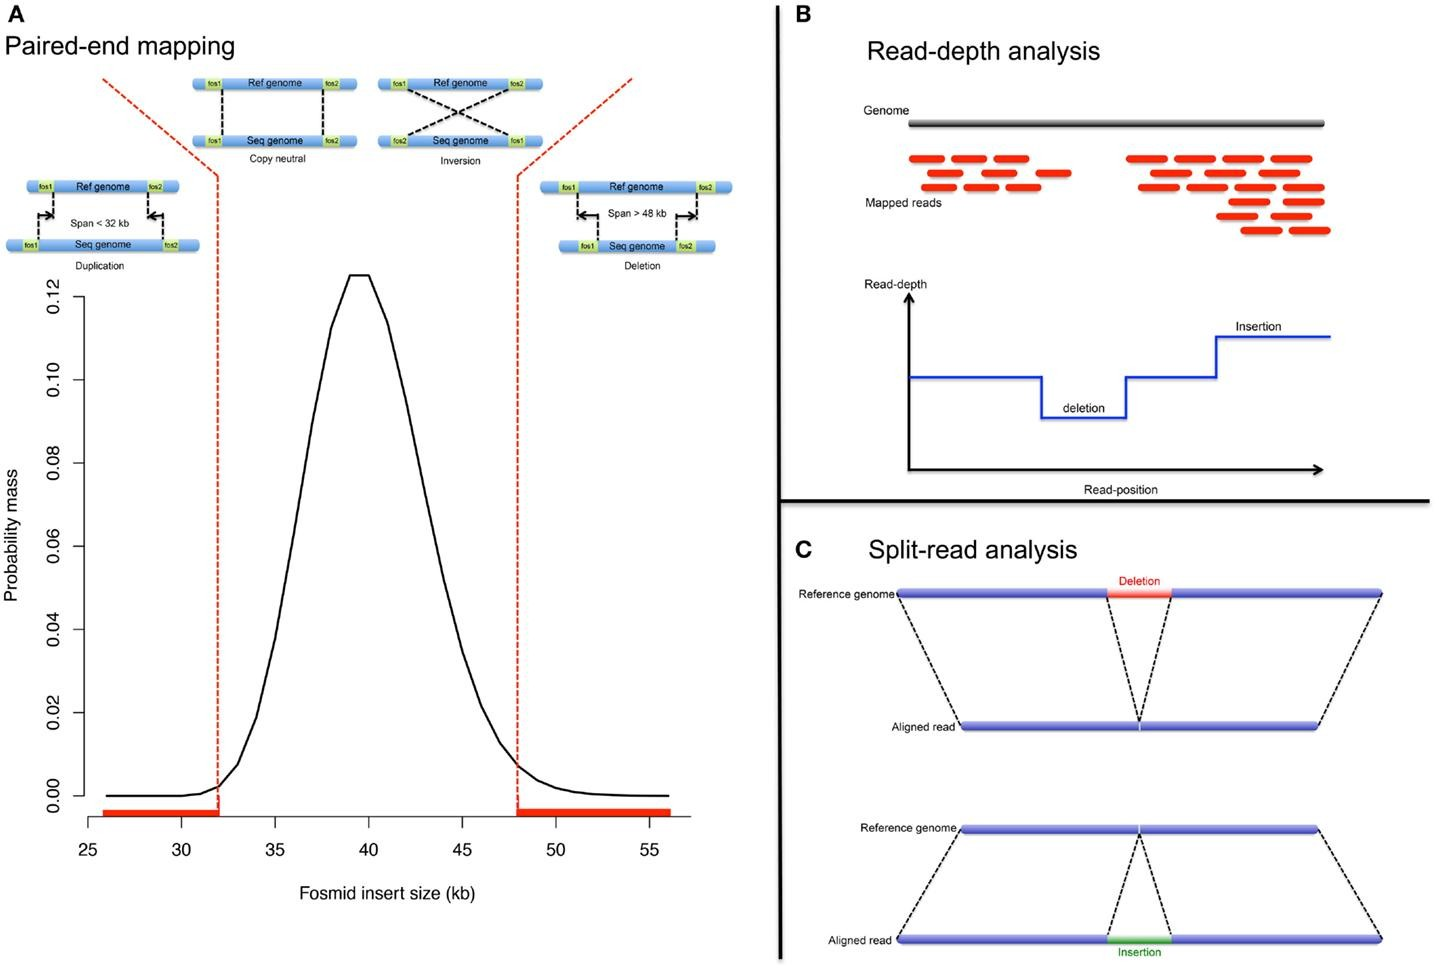 A
Paired-end mapping
fos1 Ref genome fos2
fos1 Seq genome fos2
Copy neutral
fos1 Ref genome fos2
fos2 Seq genome fos1
Inversion
fos1 Ref genome fos2
Span < 32 kb
fos1 Seq genome fos2
Duplication
fos1 Ref genome fos2
Span > 48 kb
fos1 Seq genome fos2
Deletion
Probability mass
0.12
0.10
0.08
0.06
0.04
0.02
0.00
25 30 35 40 45 50 55
Fosmid insert size (kb)
B
Read-depth analysis
Genome
Mapped reads
Read-depth
Insertion
deletion
Read-position
C
Split-read analysis
Deletion
Reference genome
Aligned read
Reference genome
Aligned read
Insertion